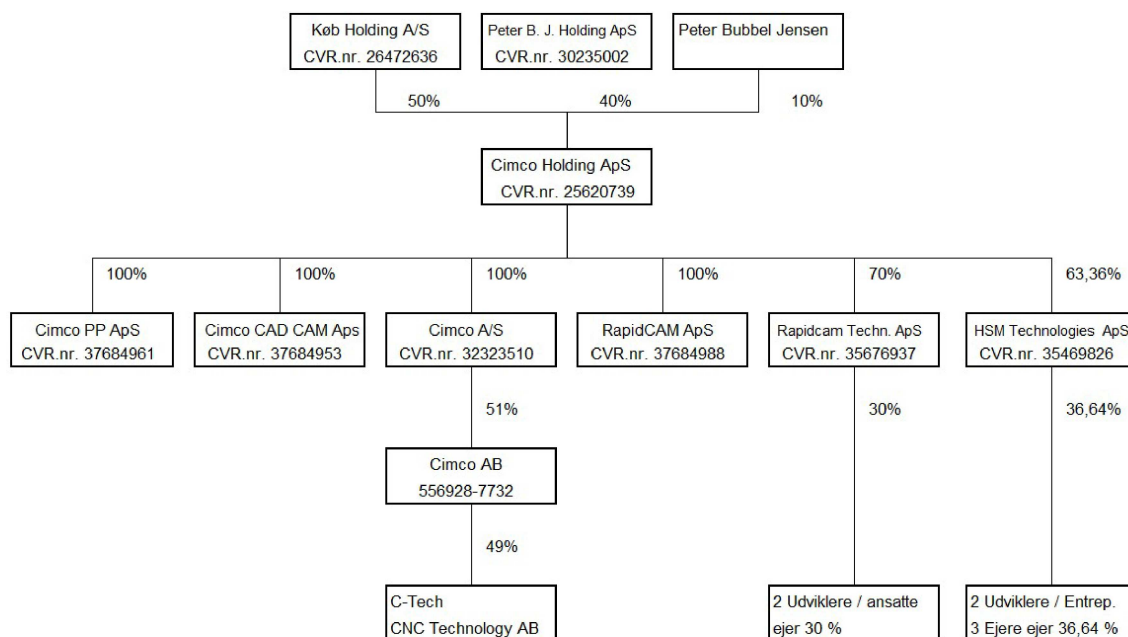 Køb Holding A/S
CVR.nr. 26472636
Peter B. J. Holding ApS
CVR.nr. 30235002
Peter Bubbel Jensen
50%
40%
10%
Cimco Holding ApS
CVR.nr. 25620739
100%
100%
100%
100%
70%
63,36%
Cimco PP ApS
CVR.nr. 37684961
Cimco CAD CAM Aps
CVR.nr. 37684953
Cimco A/S
CVR.nr. 32323510
RapidCAM ApS
CVR.nr. 37684988
Rapidcam Techn. ApS
CVR.nr. 35676937
HSM Technologies ApS
CVR.nr. 35469826
51%
30%
36,64%
Cimco AB
556928-7732
49%
C-Tech
CNC Technology AB
2 Udviklere / ansatte
ejer 30 %
2 Udviklere / Entrep.
3 Ejere ejer 36,64 %